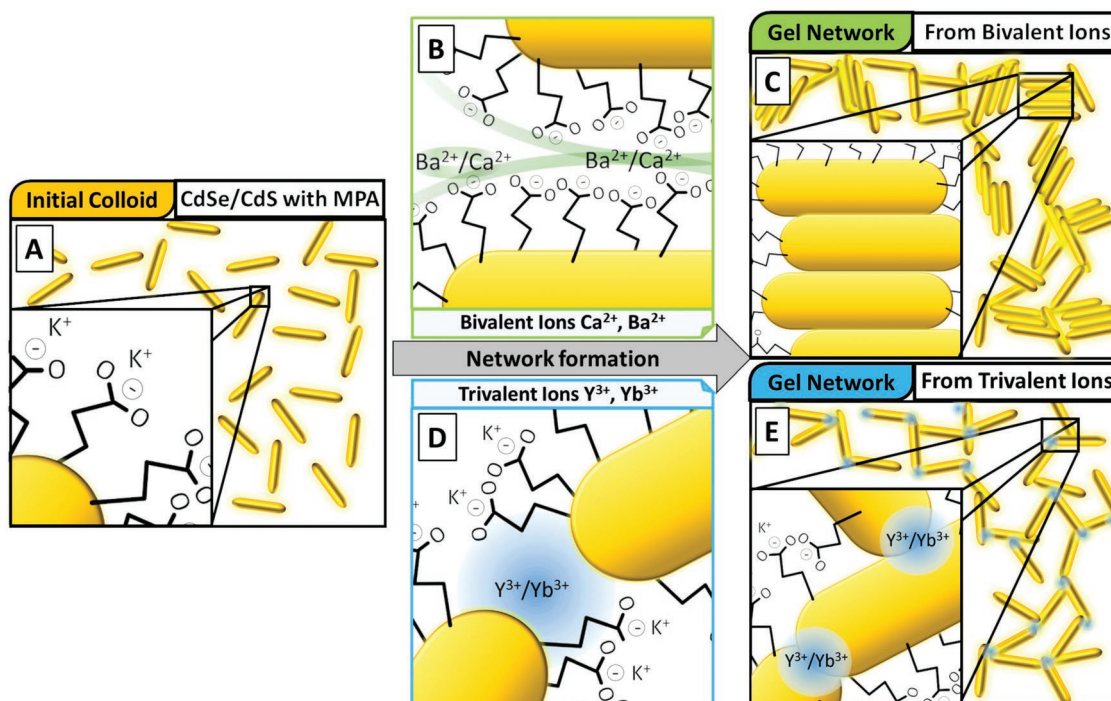 Initial Colloid CdSe/CdS with MPA
A
K⁺
K⁺
- O
- O
O
O
O
O
B
O O O O O O
Ba²⁺/Ca²⁺ Ba²⁺/Ca²⁺
O O O O O O O O
Bivalent Ions Ca²⁺, Ba²⁺
Network formation
Trivalent Ions Y³⁺, Yb³⁺
D
K⁺
K⁺
K⁺
Y³⁺/Yb³⁺
K⁺
K⁺
K⁺
Gel Network From Bivalent Ions
C
Gel Network From Trivalent Ions
E
K⁺
Y³⁺/Yb³⁺
Y³⁺/Yb³⁺